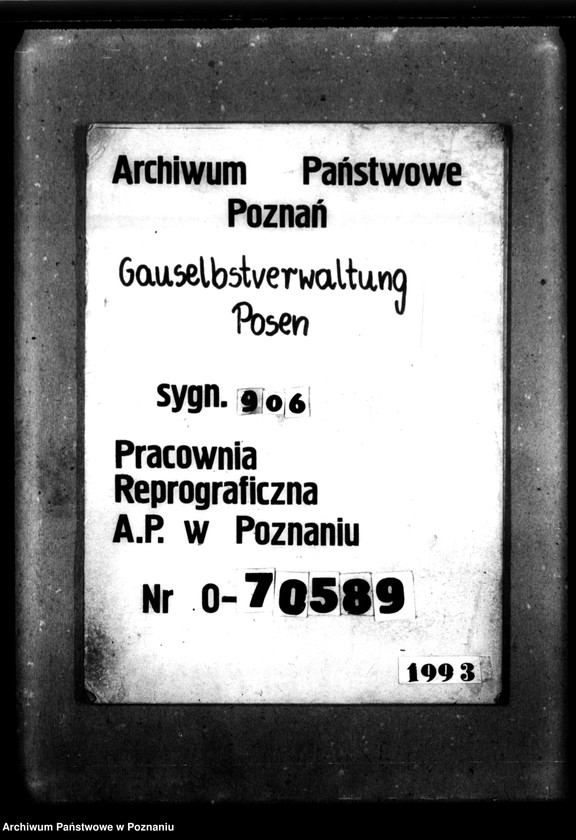 Archiwum Państwowe
Poznań
Gauselbstverwaltung
Posen
sygn. 906
Pracownia
Reprograficzna
A.P. w Poznaniu
Nr 0-70589
1993
Archiwum Państwowe w Poznaniu